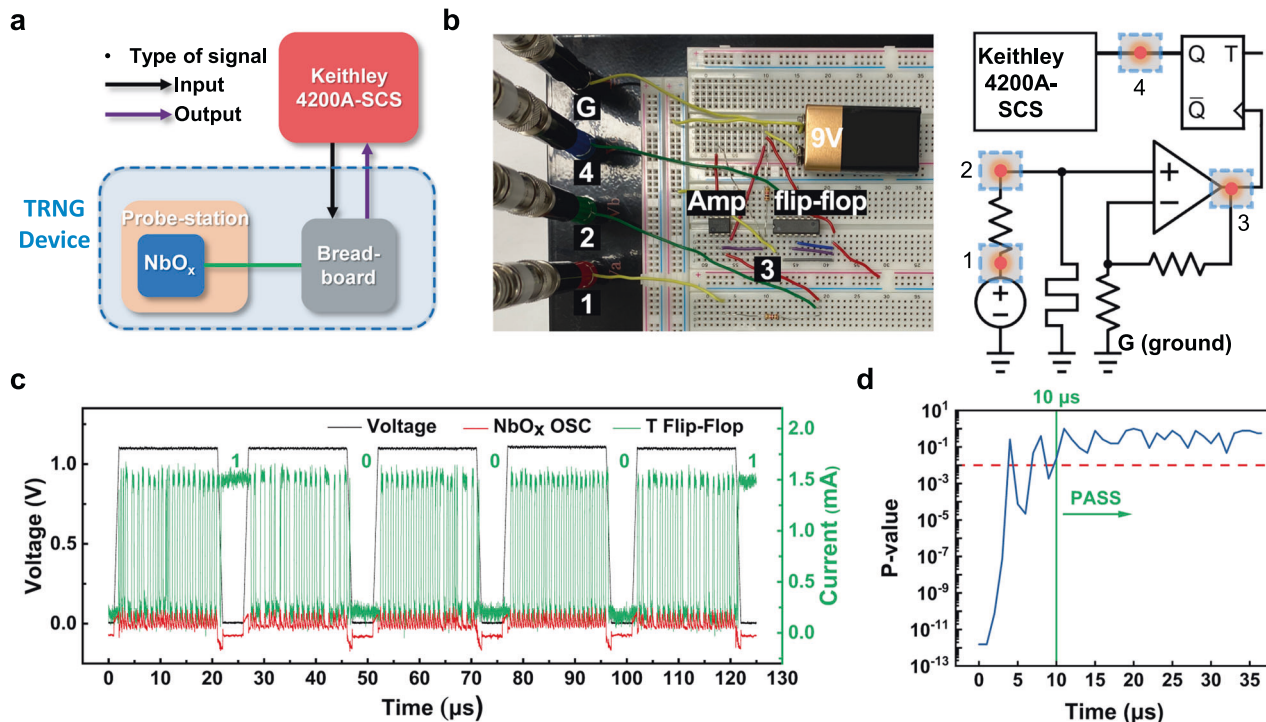 a
• Type of signal
Input
Output
Keithley
4200A-SCS
TRNG
Device
Probe-station
NbOₓ
Bread-
board
b
G
4
2
1
9V
Amp
flip-flop
3
Keithley
4200A-
SCS
4
Q T
Q̅
2
1
+
−
+
−
3
G (ground)
c
Voltage NbOₓ OSC T Flip-Flop
1 0 0 0 1
Voltage (V)
1.0
0.5
0.0
Current (mA)
2.0
1.5
1.0
0.5
0.0
0 10 20 30 40 50 60 70 80 90 100 110 120 130
Time (μs)
d
10 μs
PASS
P-value
10¹
10⁻¹
10⁻³
10⁻⁵
10⁻⁷
10⁻⁹
10⁻¹¹
10⁻¹³
0 5 10 15 20 25 30 35
Time (μs)